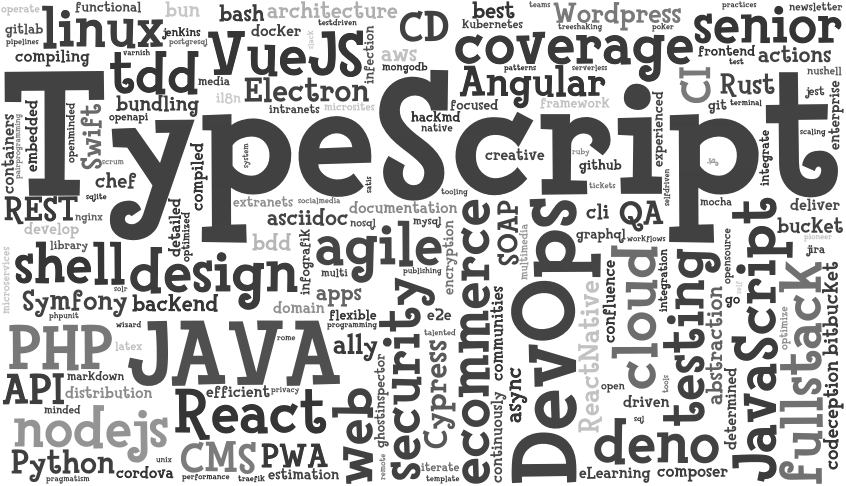 operate
functional
bun
bash
architecture
CD
best
teams
Wordpress
practices
newsletter
gitlab
linux
jenkins
docker
testdriven
Kubernetes
treeshaking
poker
senior
pipelines
postgresql
slack
infection
aws
coverage
frontend
actions
compiling
varnish
VueJS
mongodb
patterns
serverjess
test
tdd
media
Electron
Angular
CI
Rust
nushell
bundling
il8n
intranets
microsites
focused
framework
git
terminal
jest
enterprise
openapi
hackmd
native
experienced
TypeScript
containers
pairprogramming
embedded
openminded
Swift
scrum
compiled
system
creative
ruby
github
integrate
scaling
chef
satis
tickets
selfdriven
sqlite
tooling
REST
nginx
extranets
socialmedia
documentation
SOAP
cli
QA
mocha
deliver
develop
detailed
optimized
asciidoc
nosql
mysql
graphql
workflows
bucket
pioneer
library
bdd
infografik
agile
encryption
multimedia
confluence
integration
opensource
jira
microservices
shell
design
solr
multi
publishing
ecommerce
DevOps
cloud
testing
go
JavaScript
fullstack
bitbucket
Symfony
backend
domain
apps
security
communities
ReactNative
abstraction
optimize
phpunit
flexible
programming
e2e
PHP
wizard
JAVA
rome
ally
talented
latex
Cypress
API
markdown
distribution
efficient
privacy
web
ghostinspector
async
open
tools
determined
codeception
minded
React
continuously
driven
sql
nodejs
deno
Python
unix
CMS
PWA
remote
iterate
pragmatism
cordova
performance
traefik
estimation
template
eLearning
composer